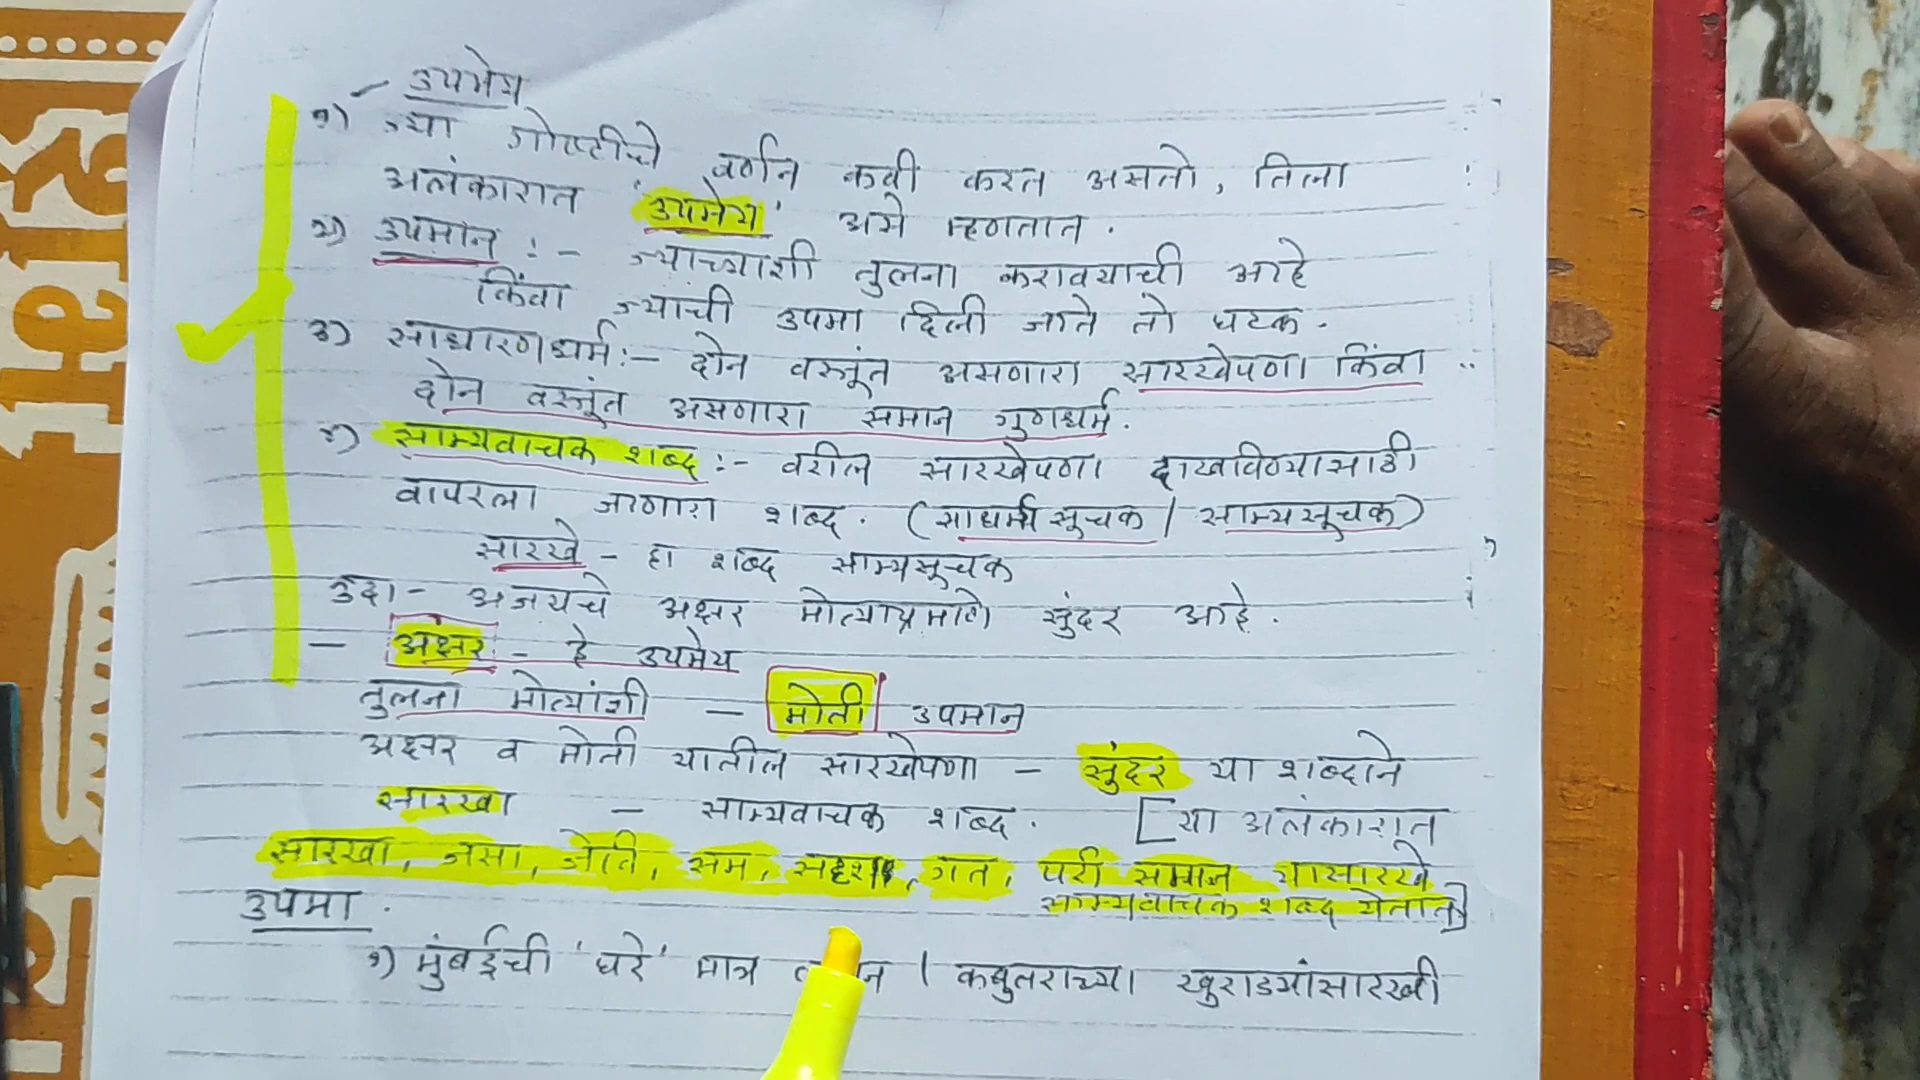 - उपमेय
१) ज्या गोष्टीचे वर्णन कवी करत असतो, तिला
अलंकारात 'उपमेय' असे म्हणतात.
२) उपमान :- ज्यांच्याशी तुलना करावयाची आहे
किंवा ज्यांची उपमा दिली जाते तो घटक.
३) साधारणधर्म :- दोन वस्तूंत असणारा सारखेपणा किंवा
दोन वस्तूंत असणारा समान गुणधर्म.
४) साम्यवाचक शब्द :- वरील सारखेपणा दाखविण्यासाठी
वापरला जाणारा शब्द. (साधर्म्य सूचक / साम्यसूचक)
सारखे - हा शब्द साम्यसूचक
उदा - अजयचे अक्षर मोत्याप्रमाणे सुंदर आहे.
- अक्षर - हे उपमेय
तुलना मोत्यांशी - मोती उपमान
अक्षर व मोती यातील सारखेपणा - सुंदर या शब्दाने
सारखा - साम्यवाचक शब्द. [या अलंकारात
सारखा, जसा, जेवि, सम, सदृश, गत, परी समान यासारखे
साम्यवाचक शब्द येतात]
उपमा.
१) मुंबईची 'घरे' मात्र । कबुतराच्या खुराड्यांसारखी